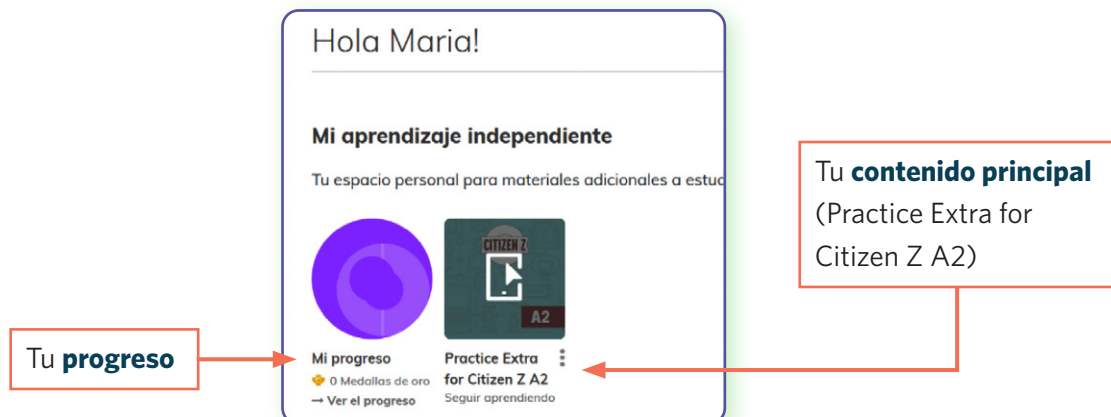 Hola Maria!
Mi aprendizaje independiente
Tu espacio personal para materiales adicionales a estuc
CITIZEN Z
A2
Mi progreso
0 Medallas de oro
→ Ver el progreso
Practice Extra
for Citizen Z A2
Seguir aprendiendo
Tu progreso
Tu contenido principal
(Practice Extra for
Citizen Z A2)